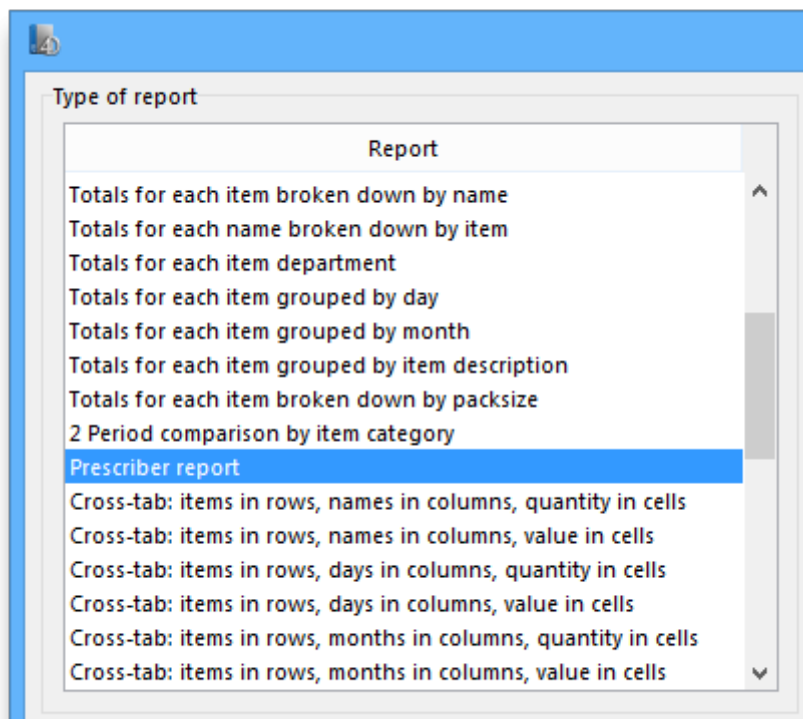 Type of report
Report
Totals for each item broken down by name
Totals for each name broken down by item
Totals for each item department
Totals for each item grouped by day
Totals for each item grouped by month
Totals for each item grouped by item description
Totals for each item broken down by packsize
2 Period comparison by item category
Prescriber report
Cross-tab: items in rows, names in columns, quantity in cells
Cross-tab: items in rows, names in columns, value in cells
Cross-tab: items in rows, days in columns, quantity in cells
Cross-tab: items in rows, days in columns, value in cells
Cross-tab: items in rows, months in columns, quantity in cells
Cross-tab: items in rows, months in columns, value in cells